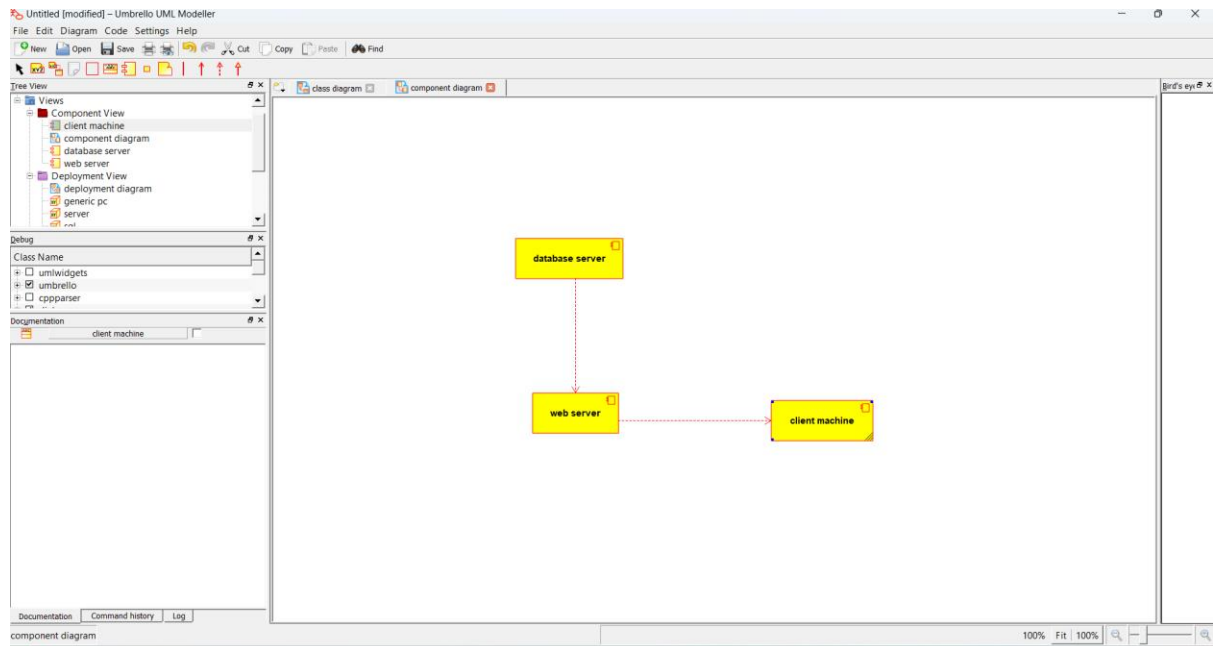 Untitled [modified] – Umbrello UML Modeller
File Edit Diagram Code Settings Help
New Open Save Cut Copy Paste Find
Tree View
class diagram component diagram
Bird's ey
Views
Component View
client machine
component diagram
database server
web server
Deployment View
deployment diagram
generic pc
server
sql
Debug
Class Name
umlwidgets
umbrello
cppparser
Documentation
client machine
database server
web server
client machine
Documentation Command history Log
component diagram
100% Fit 100%